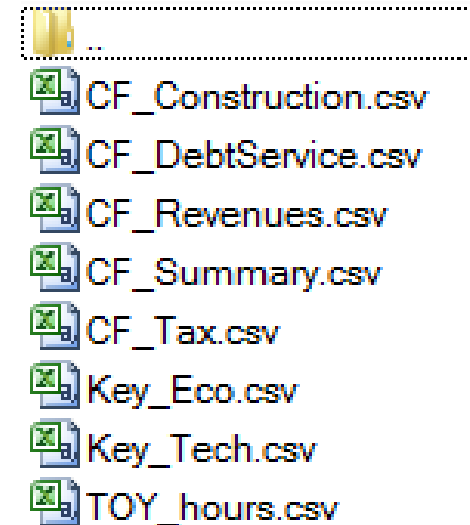 ..
CF_Construction.csv
CF_DebtService.csv
CF_Revenues.csv
CF_Summary.csv
CF_Tax.csv
Key_Eco.csv
Key_Tech.csv
TOY_hours.csv